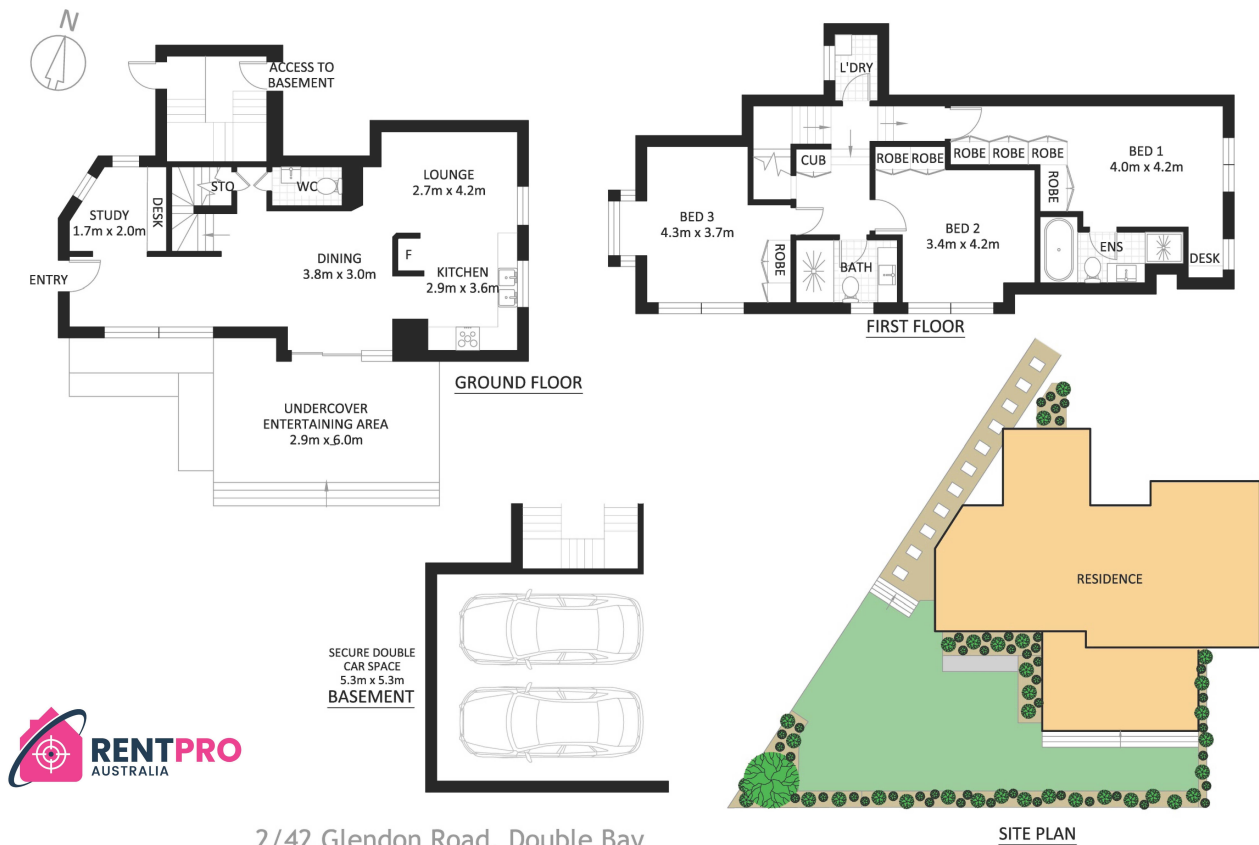 N
ACCESS TO
BASEMENT
STO
WC
LOUNGE
2.7m x 4.2m
STUDY
1.7m x 2.0m
DESK
ENTRY
DINING
3.8m x 3.0m
F
KITCHEN
2.9m x 3.6m
GROUND FLOOR
UNDERCOVER
ENTERTAINING AREA
2.9m x 6.0m
L'DRY
CUB
ROBE
ROBE
ROBE
ROBE
ROBE
ROBE
BED 1
4.0m x 4.2m
BED 3
4.3m x 3.7m
ROBE
BED 2
3.4m x 4.2m
BATH
ENS
DESK
FIRST FLOOR
SECURE DOUBLE
CAR SPACE
5.3m x 5.3m
BASEMENT
RESIDENCE
SITE PLAN
RENTPRO
AUSTRALIA
2/42 Glendon Road, Double Bay